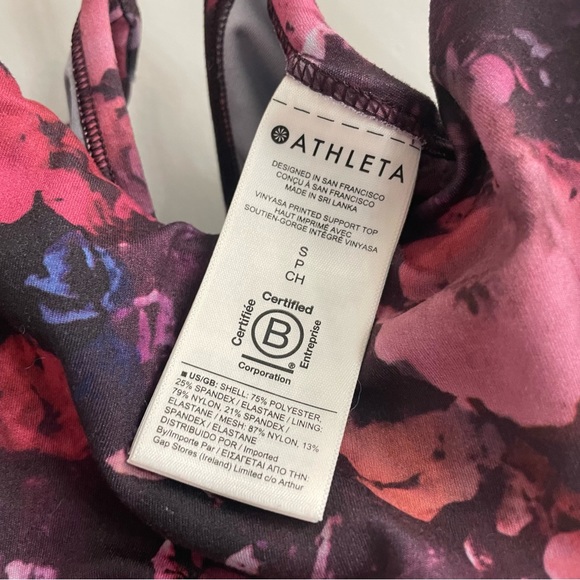 ATHLETA
DESIGNED IN SAN FRANCISCO
CONÇU À SAN FRANCISCO
MADE IN SRI LANKA
VINYASA PRINTED SUPPORT TOP
HAUT IMPRIMÉ AVEC
SOUTIEN-GORGE INTÉGRÉ VINYASA
S
P
CH
Certified
Certifiée
B
Entreprise
Corporation
■ US/GB: SHELL: 75% POLYESTER,
25% SPANDEX / ELASTANE / LINING:
79% NYLON, 21% SPANDEX /
ELASTANE / MESH: 87% NYLON, 13%
SPANDEX / ELASTANE
DISTRIBUIDO POR / Imported
By/Importe Par / ΕΙΣΑΓΕΤΑΙ ΑΠΟ ΤΗΝ
Gap Stores (Ireland) Limited c/o Arthur